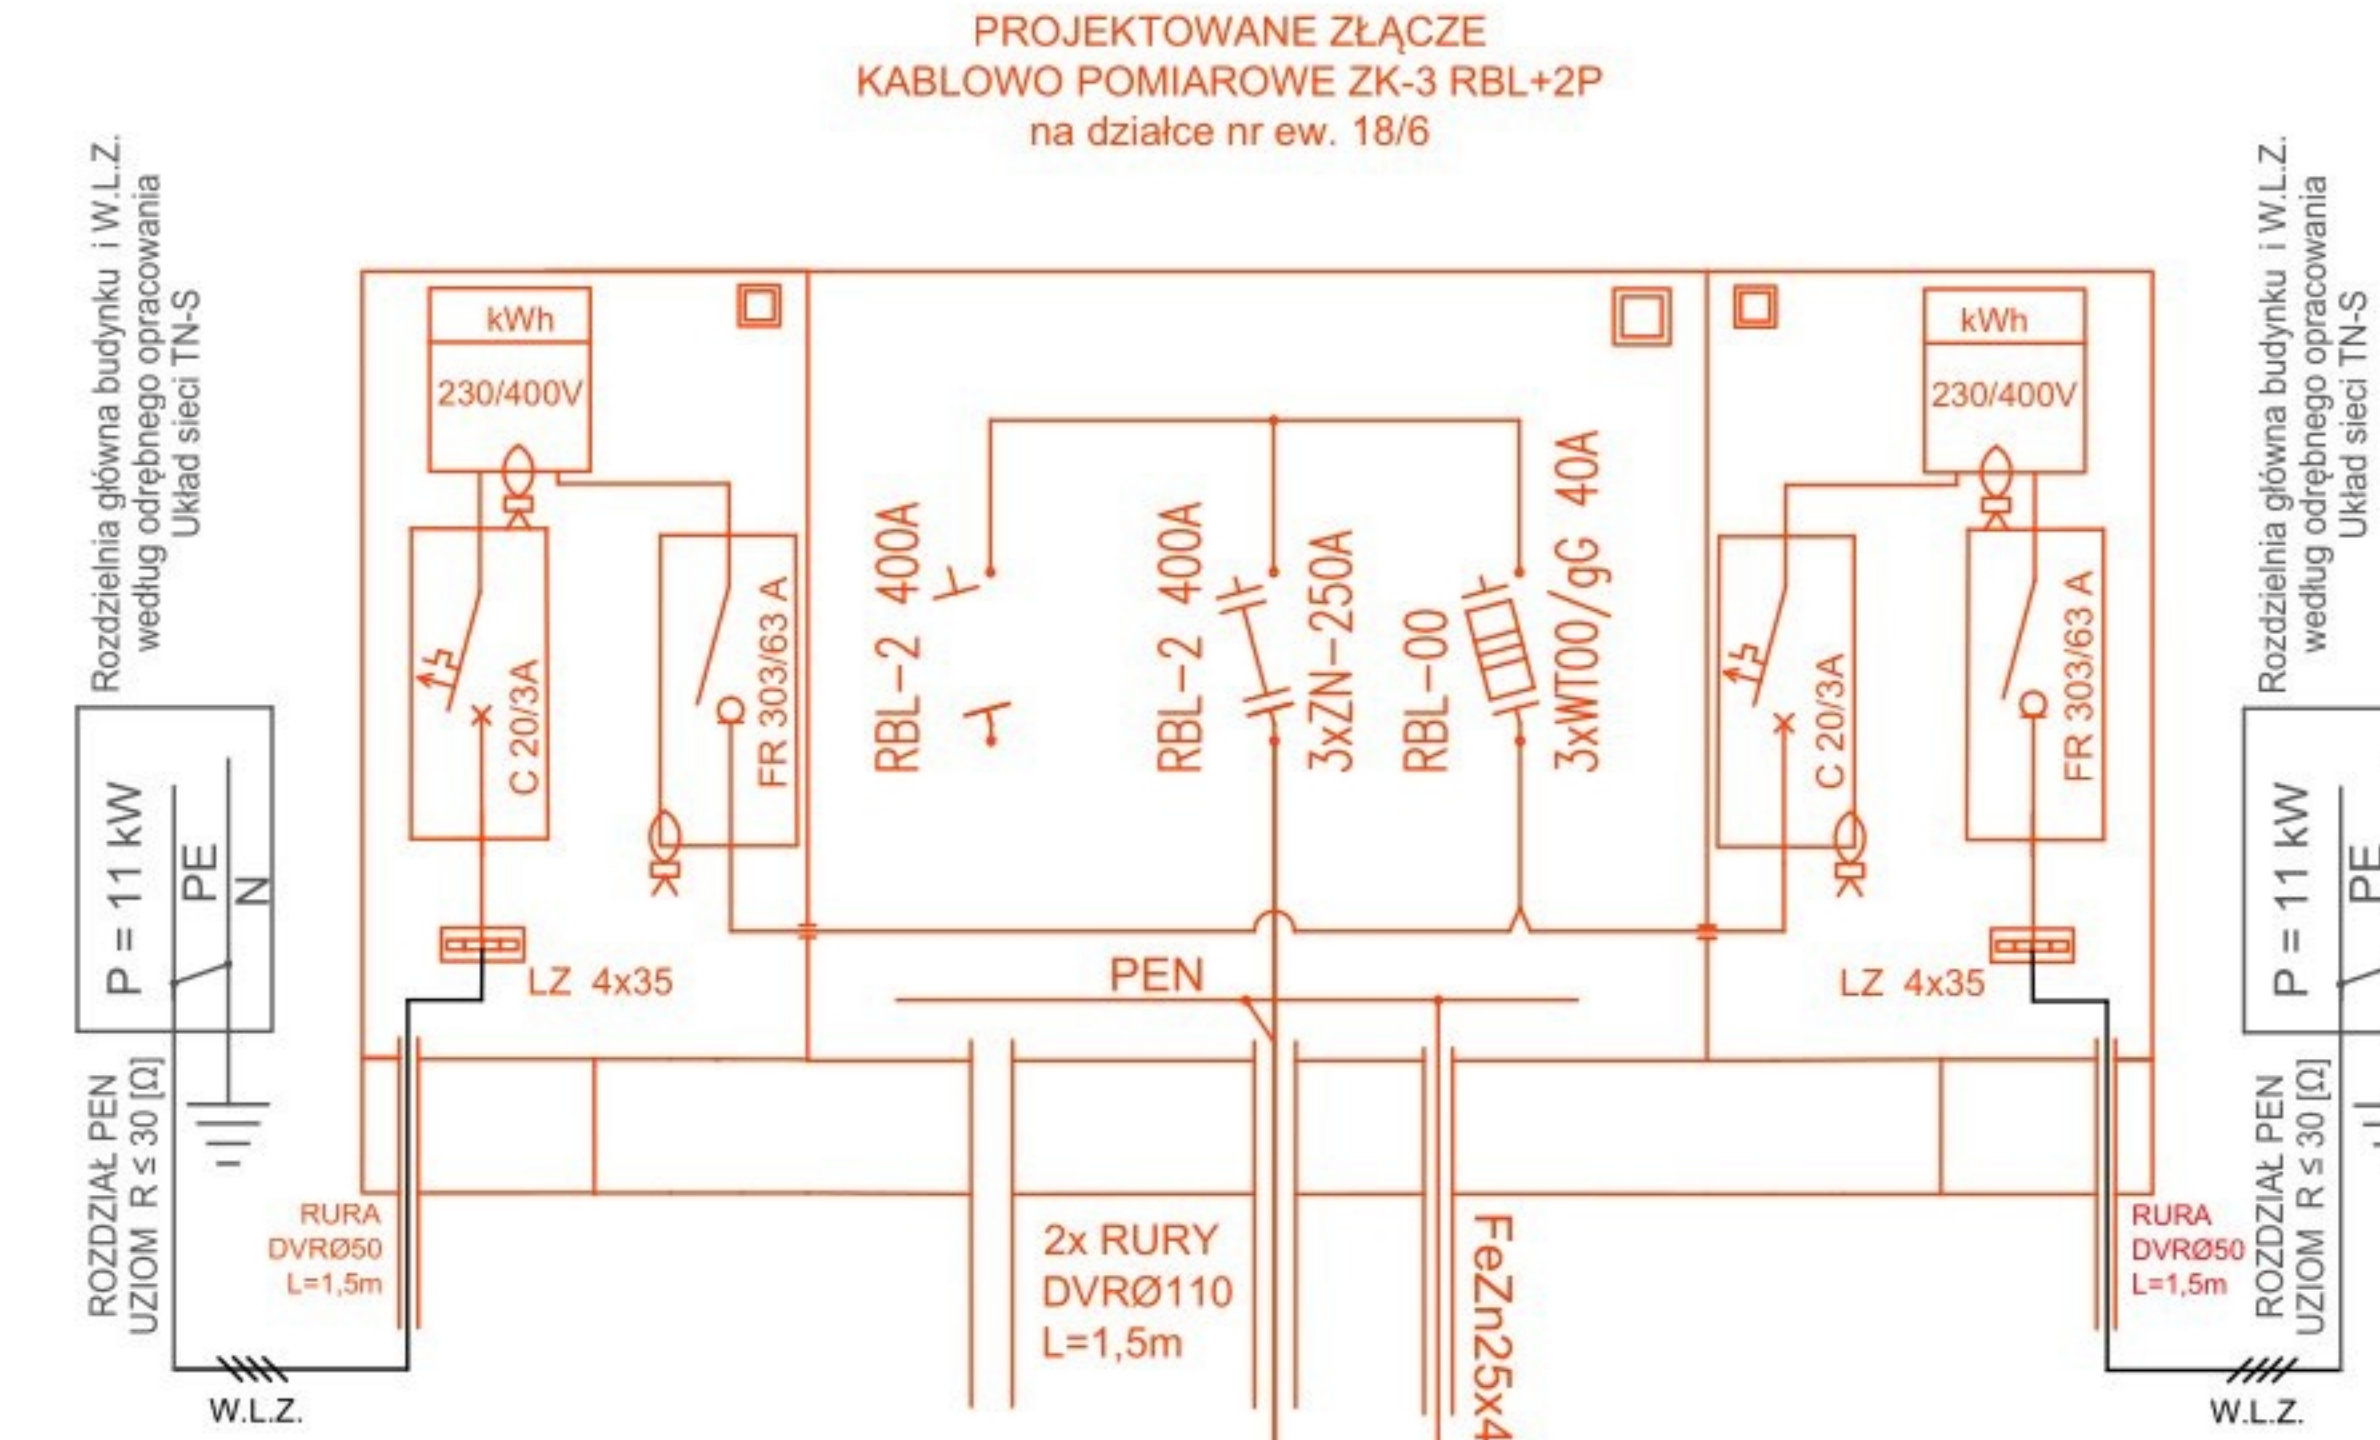 PROJEKTOWANE ZŁĄCZE
KABLOWO POMIAROWE ZK-3 RBL+2P
na działce nr ew. 18/6
Rozdzielnia główna budynku i W.L.Z.
według odrębnego opracowania
Układ sieci TN-S
P = 11 kW
PE
N
ROZDZIAŁ PEN
UZIOM R ≤ 30 [Ω]
W.L.Z.
kWh
230/400V
C 20/3A
FR 303/63 A
LZ 4x35
RURA
DVRØ50
L=1,5m
RBL-2 400A
RBL-2 400A
3xZN-250A
RBL-00
3xWT00/gG 40A
PEN
2x RURY
DVRØ110
L=1,5m
FeZn25x4
kWh
230/400V
C 20/3A
FR 303/63 A
LZ 4x35
RURA
DVRØ50
L=1,5m
Rozdzielnia główna budynku i W.L.Z.
według odrębnego opracowania
Układ sieci TN-S
P = 11 kW
PE
ROZDZIAŁ PEN
UZIOM R ≤ 30 [Ω]
W.L.Z.